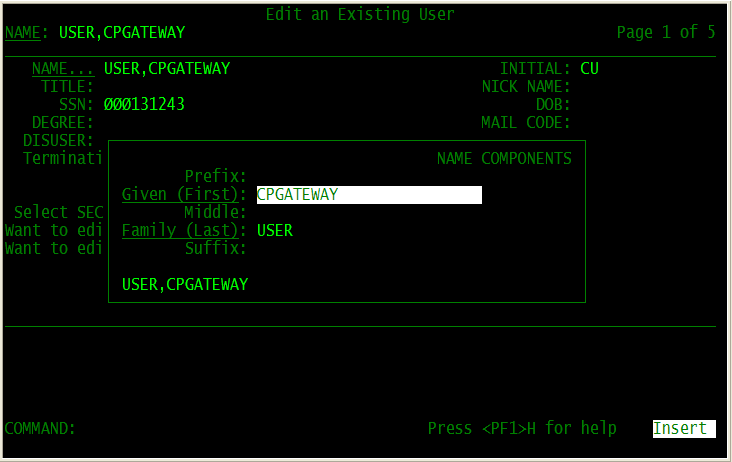 Edit an Existing User
NAME: USER,CPGATEWAY Page 1 of 5
NAME... USER,CPGATEWAY INITIAL: CU
TITLE: NICK NAME:
SSN: 000131243 DOB:
DEGREE: MAIL CODE:
DISUSER:
Terminati NAME COMPONENTS
Prefix:
Given (First): CPGATEWAY
Select SEC Middle:
Want to edi Family (Last): USER
Want to edi Suffix:
USER,CPGATEWAY
COMMAND: Press <PF1>H for help Insert